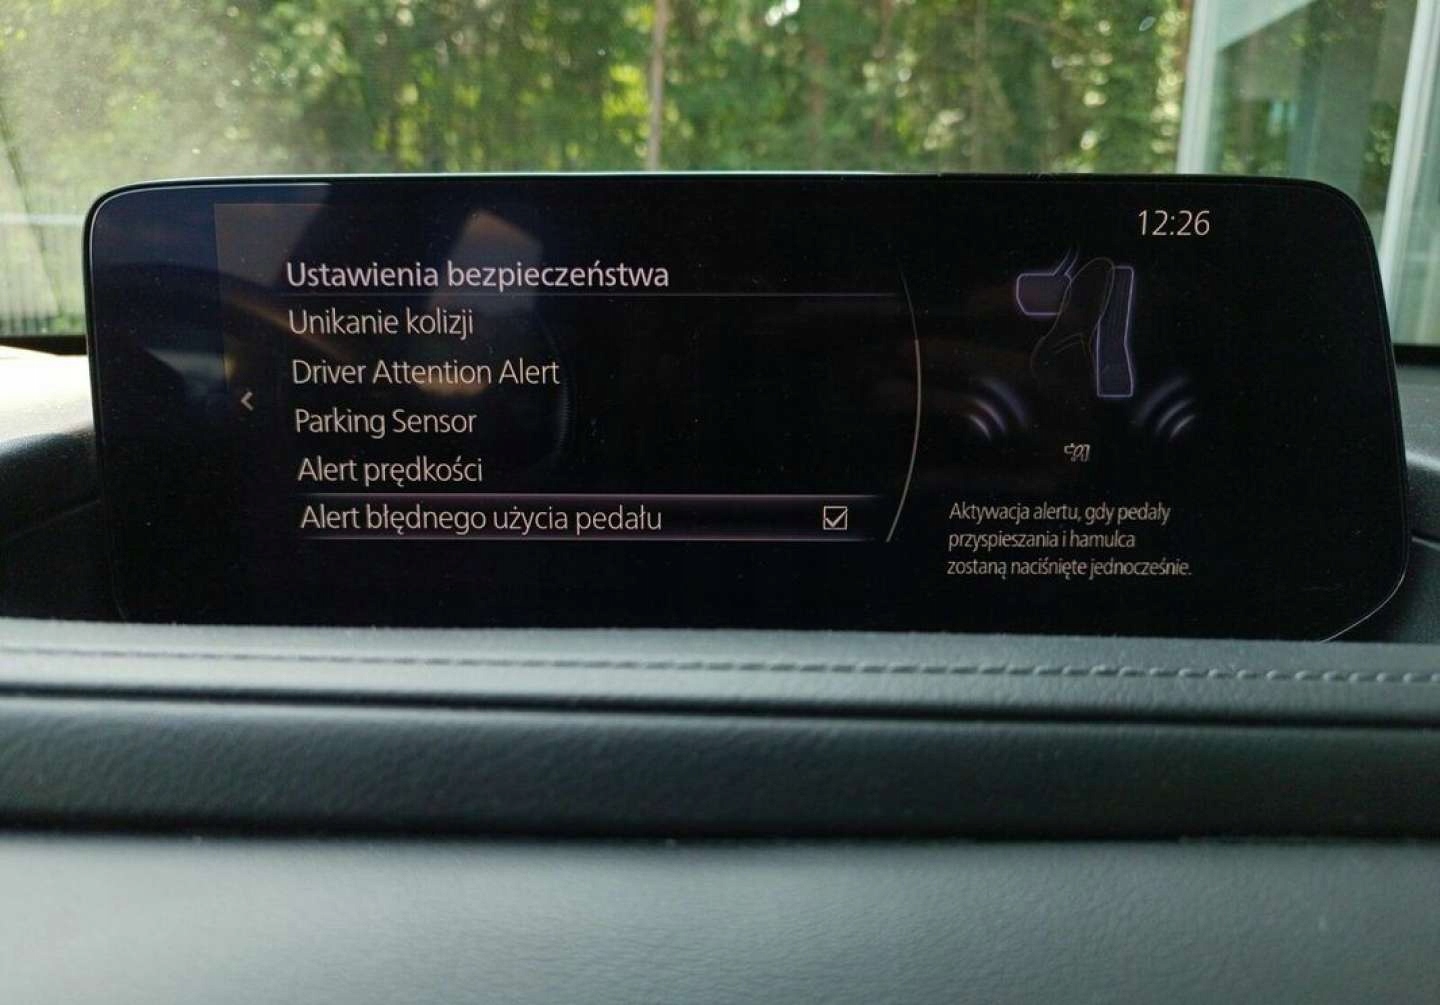 12:26
Ustawienia bezpieczeństwa
Unikanie kolizji
Driver Attention Alert
Parking Sensor
Alert prędkości
Alert błędnego użycia pedału
Aktywacja alertu, gdy pedały
przyspieszania i hamulca
zostaną naciśnięte jednocześnie.